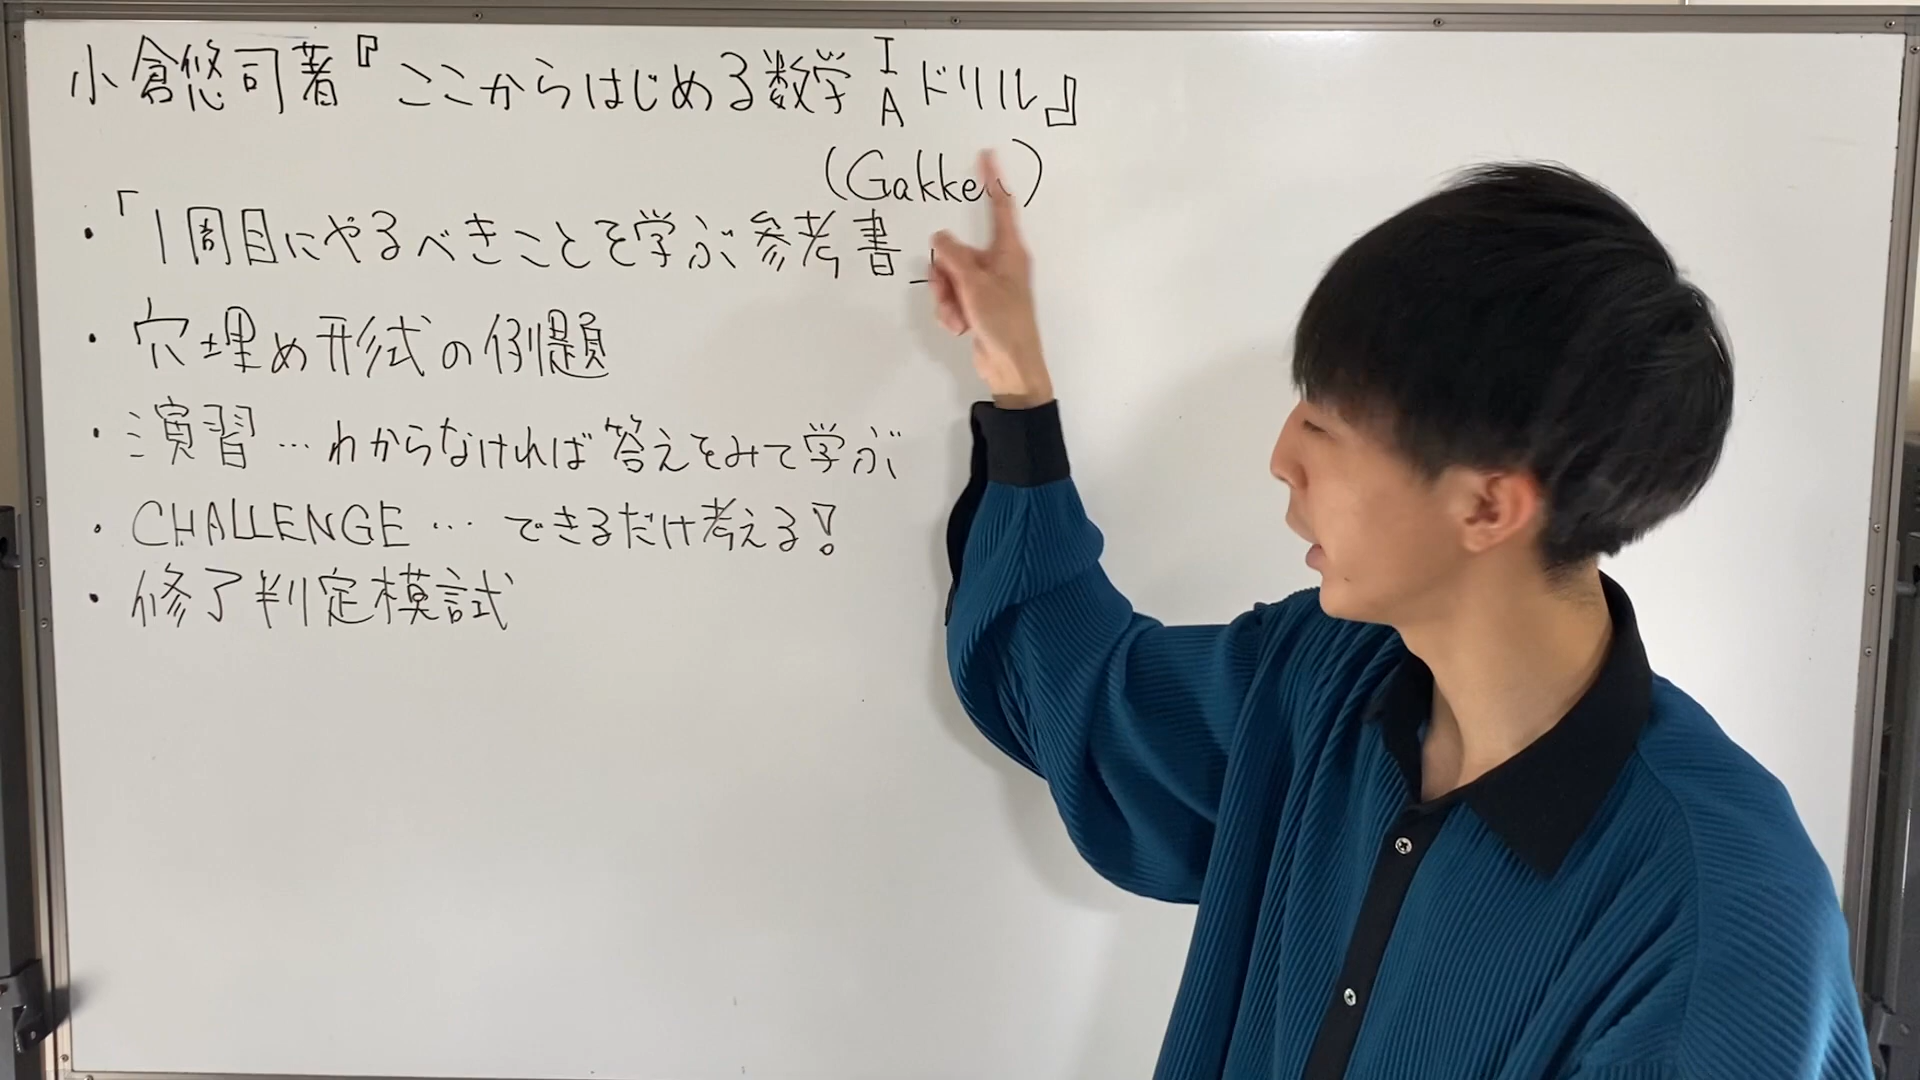 小倉悠司著『ここからはじめる数学ⅠAドリル』
(Gakken)
・「1周目にやるべきことを学ぶ参考書」
・穴埋め形式の例題
・演習…わからなければ答えをみて学ぶ
・CHALLENGE…できるだけ考える!
・修了判定模試